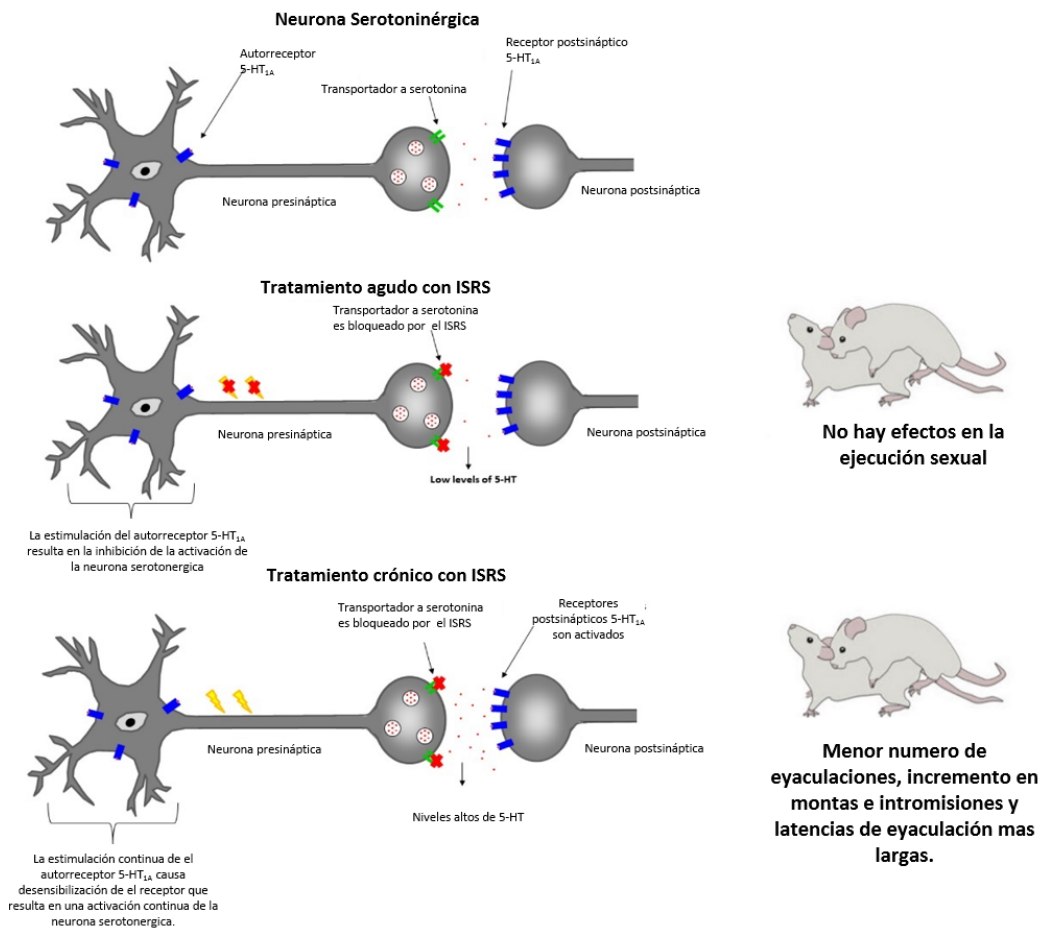 Neurona Serotoninérgica
Autorreceptor
5-HT1A
Receptor postsináptico
5-HT1A
Transportador a serotonina
Neurona presináptica
Neurona postsináptica
Tratamiento agudo con ISRS
Transportador a serotonina
es bloqueado por el ISRS
Neurona presináptica
Neurona postsináptica
Low levels of 5-HT
No hay efectos en la
ejecución sexual
La estimulación del autorreceptor 5-HT1A
resulta en la inhibición de la activación de
la neurona serotonergica
Tratamiento crónico con ISRS
Transportador a serotonina
es bloqueado por el ISRS
Receptores
postsinápticos 5-HT1A
son activados
Neurona presináptica
Neurona postsináptica
Niveles altos de 5-HT
Menor numero de
eyaculaciones, incremento en
montas e intromisiones y
latencias de eyaculación mas
largas.
La estimulación continua de el
autorreceptor 5-HT1A causa
desensibilización de el receptor que
resulta en una activación continua de la
neurona serotonergica.